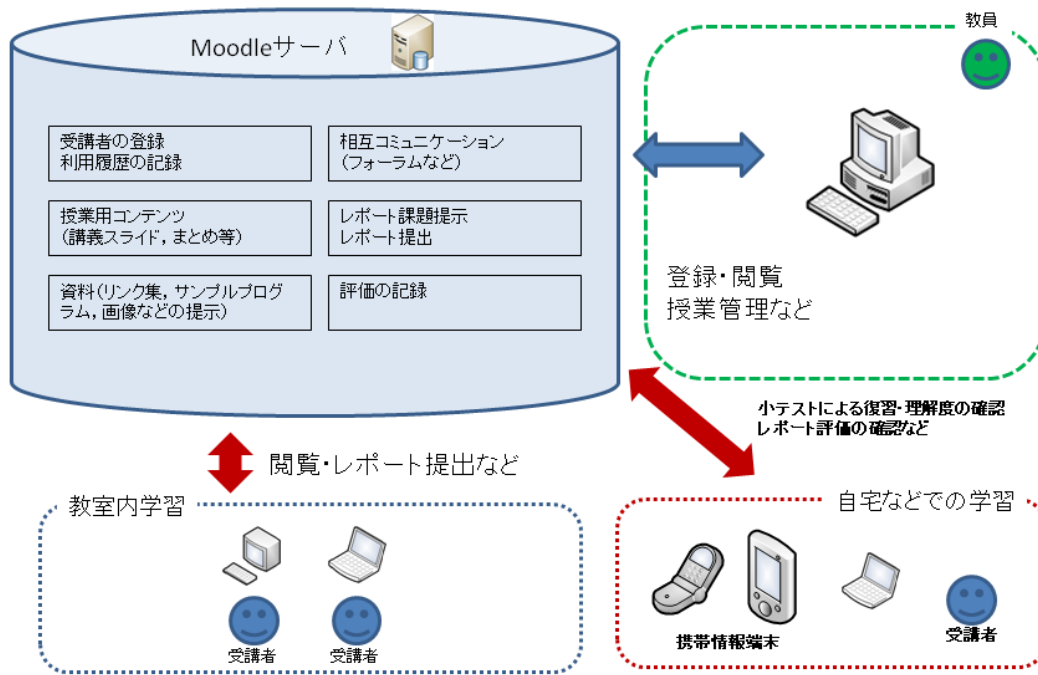 Moodleサーバ
教員
受講者の登録
利用履歴の記録
相互コミュニケーション
(フォーラムなど)
授業用コンテンツ
(講義スライド, まとめ等)
レポート課題提示
レポート提出
資料(リンク集, サンプルプログ
ラム, 画像などの提示)
評価の記録
登録・閲覧
授業管理など
小テストによる復習・理解度の確認
レポート評価の確認など
閲覧・レポート提出など
教室内学習
自宅などでの学習
受講者
受講者
携帯情報端末
受講者